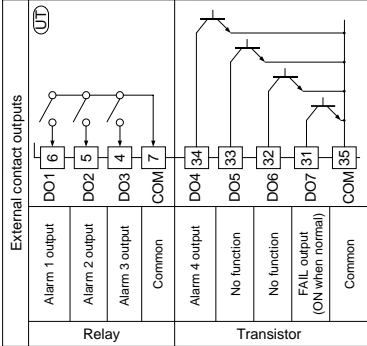 External contact outputs
UT
Relay
Alarm 1 output
DO1
6
Alarm 2 output
DO2
5
Alarm 3 output
DO3
4
Common
COM
7
Transistor
Alarm 4 output
DO4
34
No function
DO5
33
No function
DO6
32
FAIL output
(ON when normal)
DO7
31
Common
COM
35